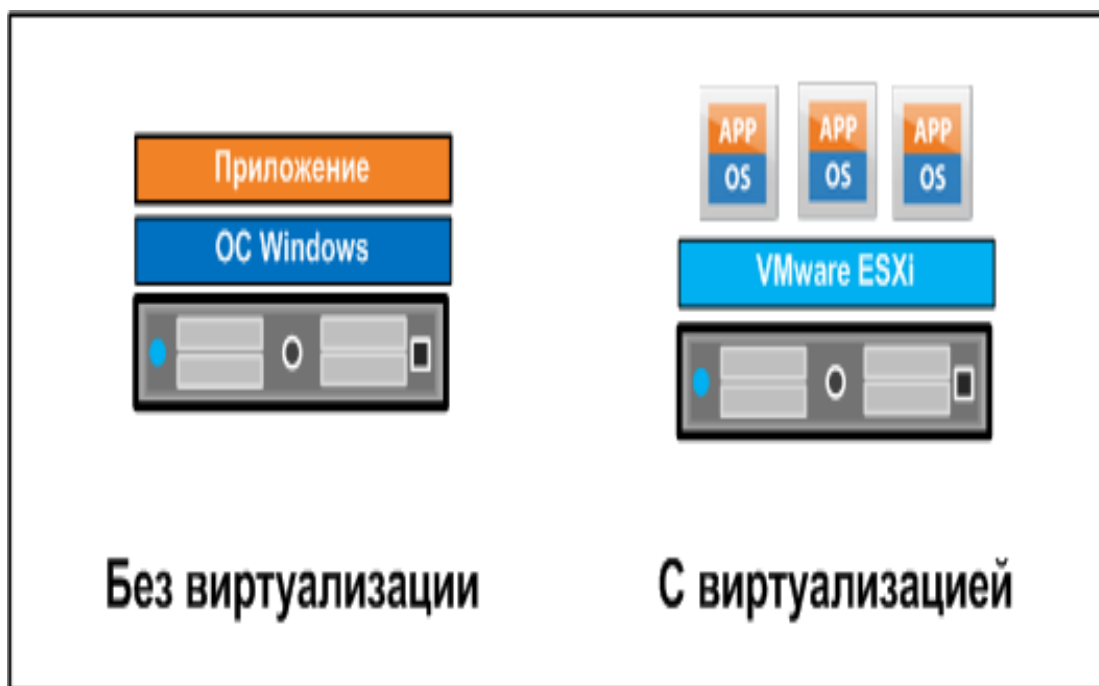 Приложение
ОС Windows
Без виртуализации
APP
OS
APP
OS
APP
OS
VMware ESXi
С виртуализацией